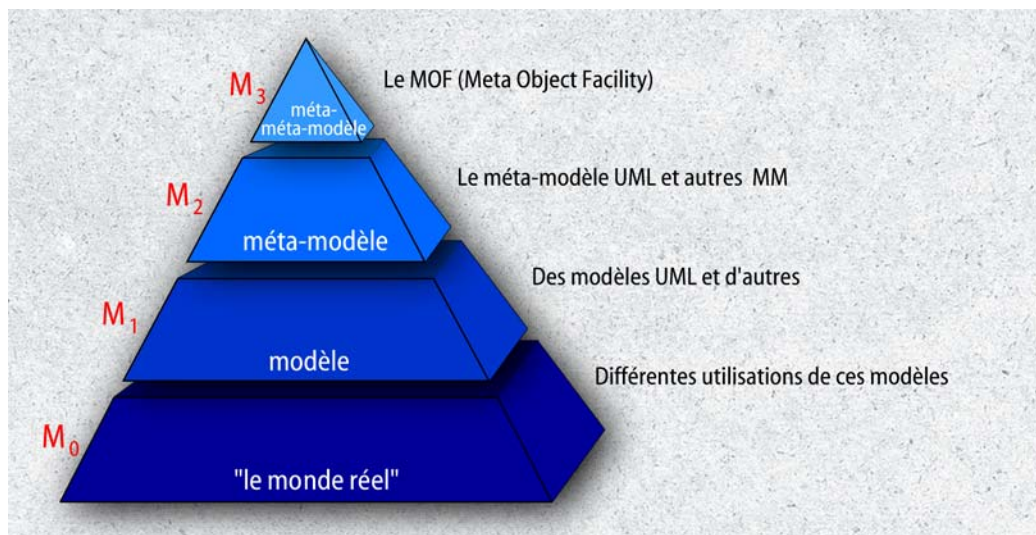 M3
méta-
méta-modèle
Le MOF (Meta Object Facility)
M2
méta-modèle
Le méta-modèle UML et autres MM
M1
modèle
Des modèles UML et d'autres
M0
"le monde réel"
Différentes utilisations de ces modèles